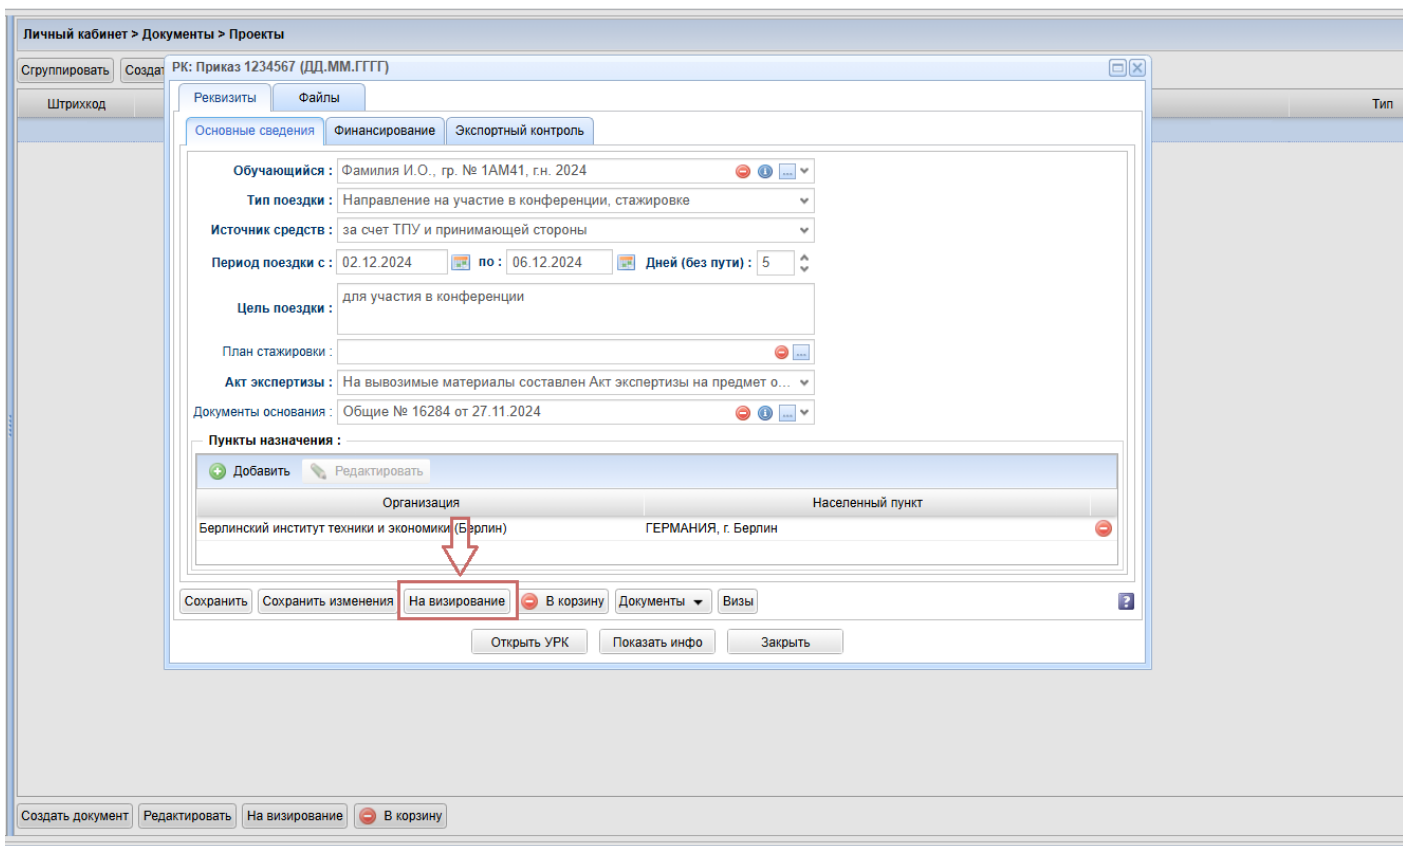 Личный кабинет > Документы > Проекты
Сгруппировать Создат
РК: Приказ 1234567 (ДД.ММ.ГГГГ)
Штрихкод Тип
Реквизиты Файлы
Основные сведения Финансирование Экспортный контроль
Обучающийся : Фамилия И.О., гр. № 1АМ41, г.н. 2024
Тип поездки : Направление на участие в конференции, стажировке
Источник средств : за счет ТПУ и принимающей стороны
Период поездки с : 02.12.2024 по : 06.12.2024 Дней (без пути) : 5
Цель поездки : для участия в конференции
План стажировки :
Акт экспертизы : На вывозимые материалы составлен Акт экспертизы на предмет о...
Документы основания : Общие № 16284 от 27.11.2024
Пункты назначения :
Добавить Редактировать
Организация Населенный пункт
Берлинский институт техники и экономики (Берлин) ГЕРМАНИЯ, г. Берлин
Сохранить Сохранить изменения На визирование В корзину Документы Визы ?
Открыть УРК Показать инфо Закрыть
Создать документ Редактировать На визирование В корзину